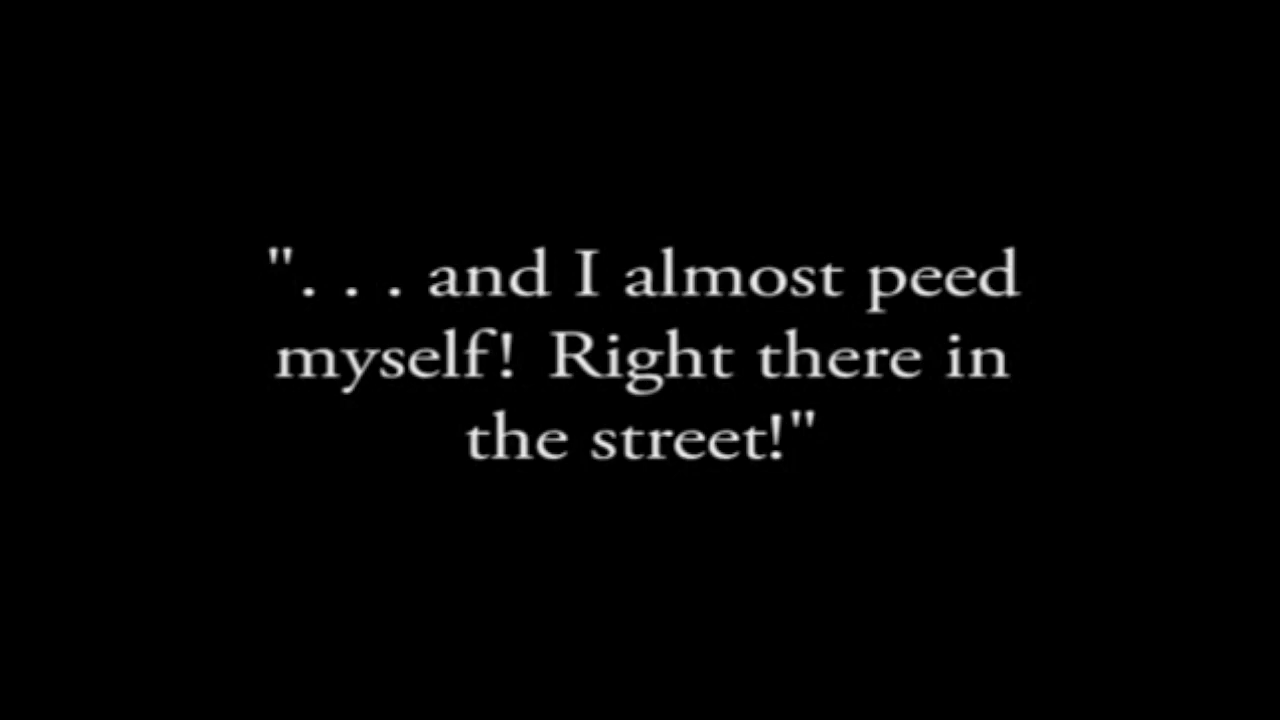 ". . . and I almost peed
myself! Right there in
the street!"